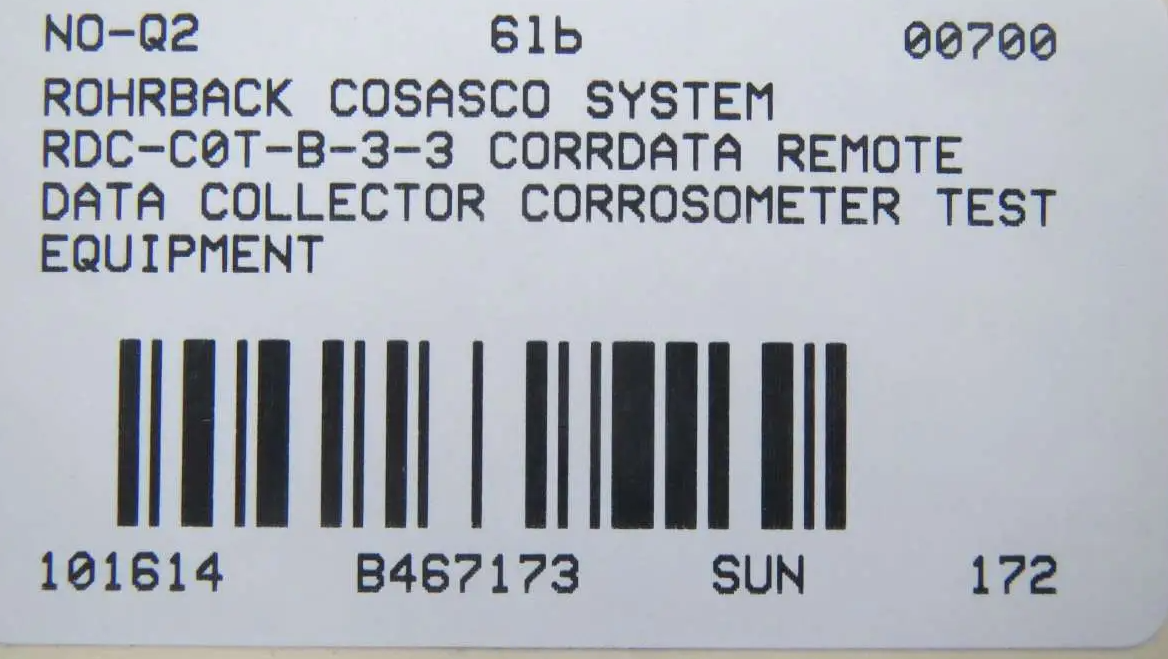 NO-Q2 6lb 00700
ROHRBACK COSASCO SYSTEM
RDC-C0T-B-3-3 CORRDATA REMOTE
DATA COLLECTOR CORROSOMETER TEST
EQUIPMENT
101614 B467173 SUN 172